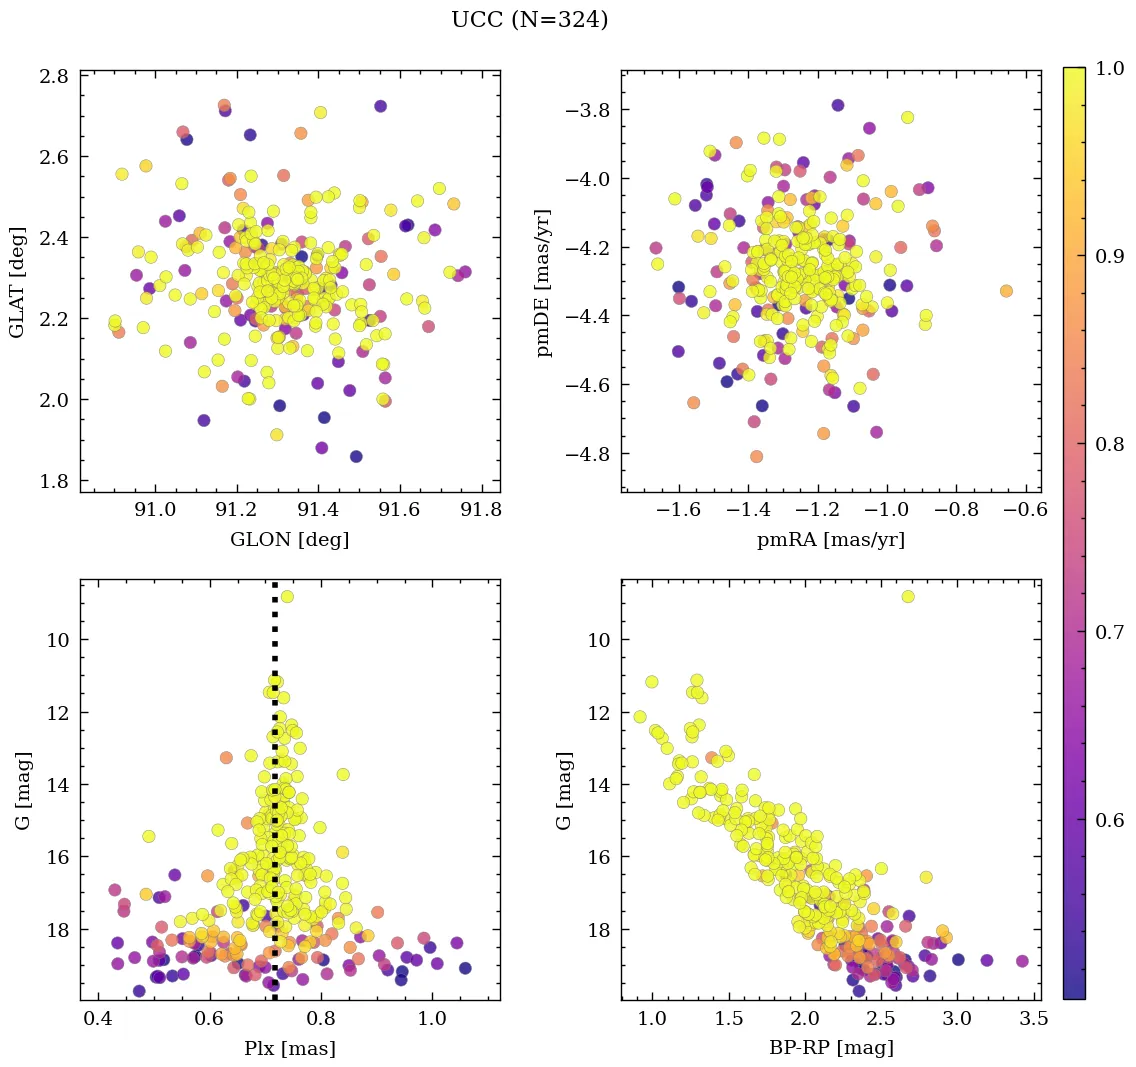 UCC (N=324)
2.8
2.6
2.4
2.2
2.0
1.8
GLAT [deg]
91.0 91.2 91.4 91.6 91.8
GLON [deg]
−3.8
−4.0
−4.2
−4.4
−4.6
−4.8
pmDE [mas/yr]
−1.6 −1.4 −1.2 −1.0 −0.8 −0.6
pmRA [mas/yr]
1.0
0.9
0.8
0.7
0.6
10
12
14
16
18
G [mag]
0.4 0.6 0.8 1.0
Plx [mas]
10
12
14
16
18
G [mag]
1.0 1.5 2.0 2.5 3.0 3.5
BP-RP [mag]